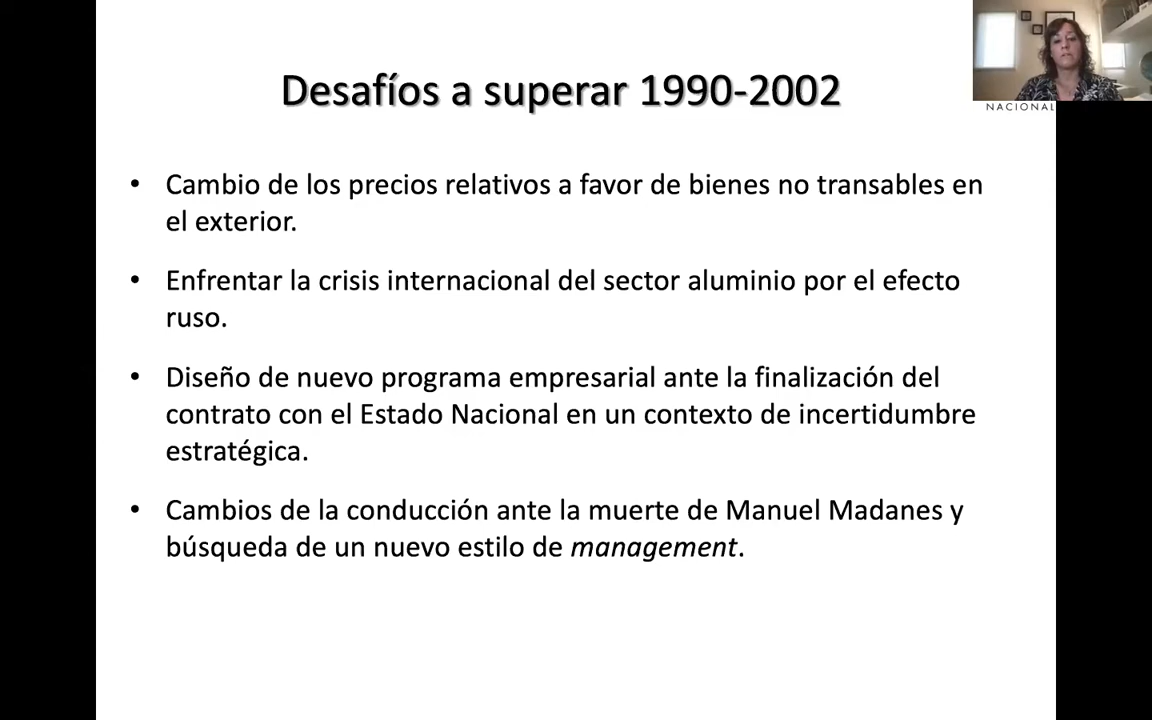 Desafíos a superar 1990-2002
NACIONAL
• Cambio de los precios relativos a favor de bienes no transables en
el exterior.
• Enfrentar la crisis internacional del sector aluminio por el efecto
ruso.
• Diseño de nuevo programa empresarial ante la finalización del
contrato con el Estado Nacional en un contexto de incertidumbre
estratégica.
• Cambios de la conducción ante la muerte de Manuel Madanes y
búsqueda de un nuevo estilo de management.